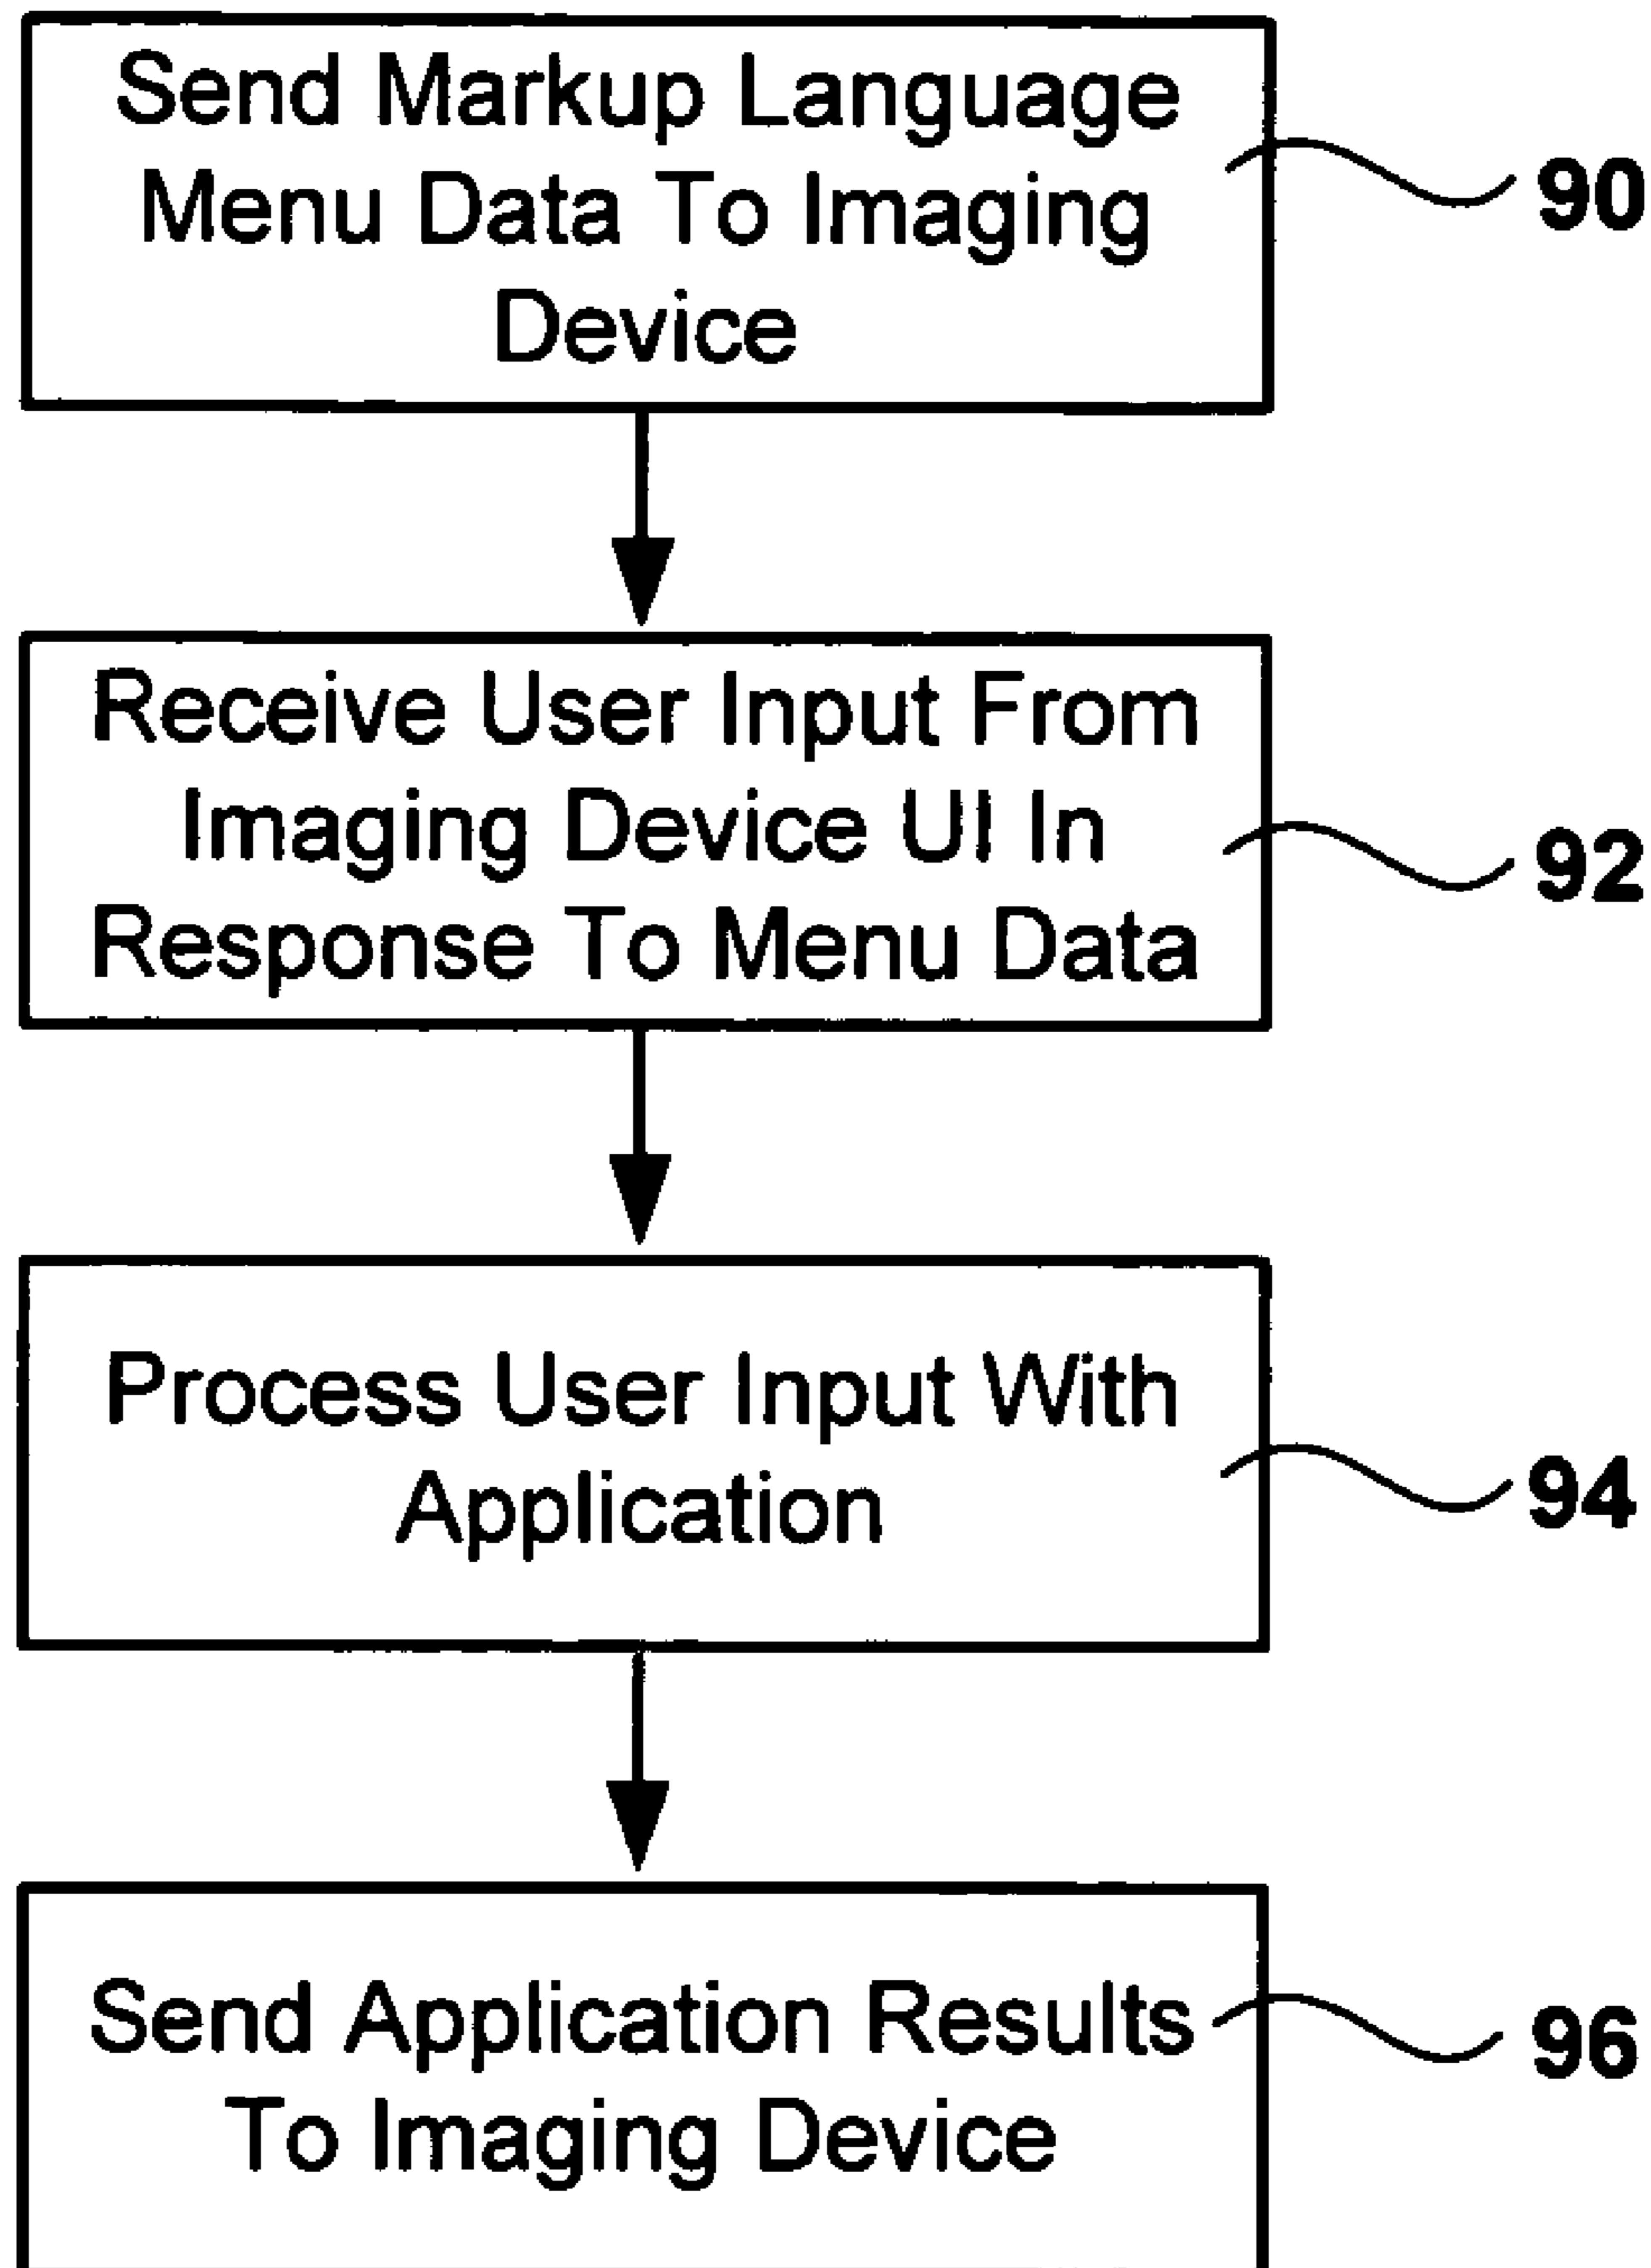 Send Markup Language
Menu Data To Imaging
Device
90
Receive User Input From
Imaging Device UI In
Response To Menu Data
92
Process User Input With
Application
94
Send Application Results
To Imaging Device
96